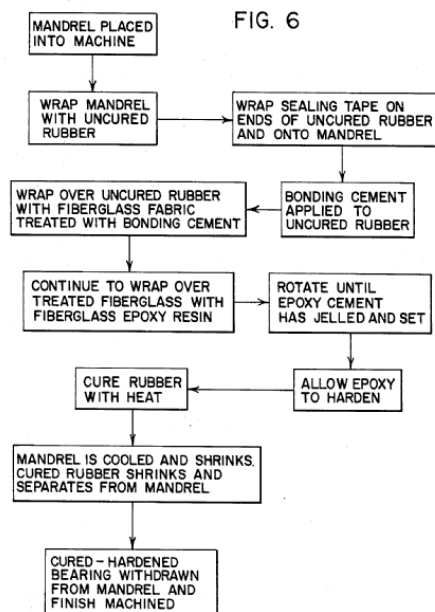 FIG. 6
MANDREL PLACED
INTO MACHINE
WRAP MANDREL
WITH UNCURED
RUBBER
WRAP SEALING TAPE ON
ENDS OF UNCURED RUBBER
AND ONTO MANDREL
BONDING CEMENT
APPLIED TO
UNCURED RUBBER
WRAP OVER UNCURED RUBBER
WITH FIBERGLASS FABRIC
TREATED WITH BONDING CEMENT
CONTINUE TO WRAP OVER
TREATED FIBERGLASS WITH
FIBERGLASS EPOXY RESIN
ROTATE UNTIL
EPOXY CEMENT
HAS JELLED AND SET
ALLOW EPOXY
TO HARDEN
CURE RUBBER
WITH HEAT
MANDREL IS COOLED AND SHRINKS.
CURED RUBBER SHRINKS AND
SEPARATES FROM MANDREL
CURED-HARDENED
BEARING WITHDRAWN
FROM MANDREL AND
FINISH MACHINED